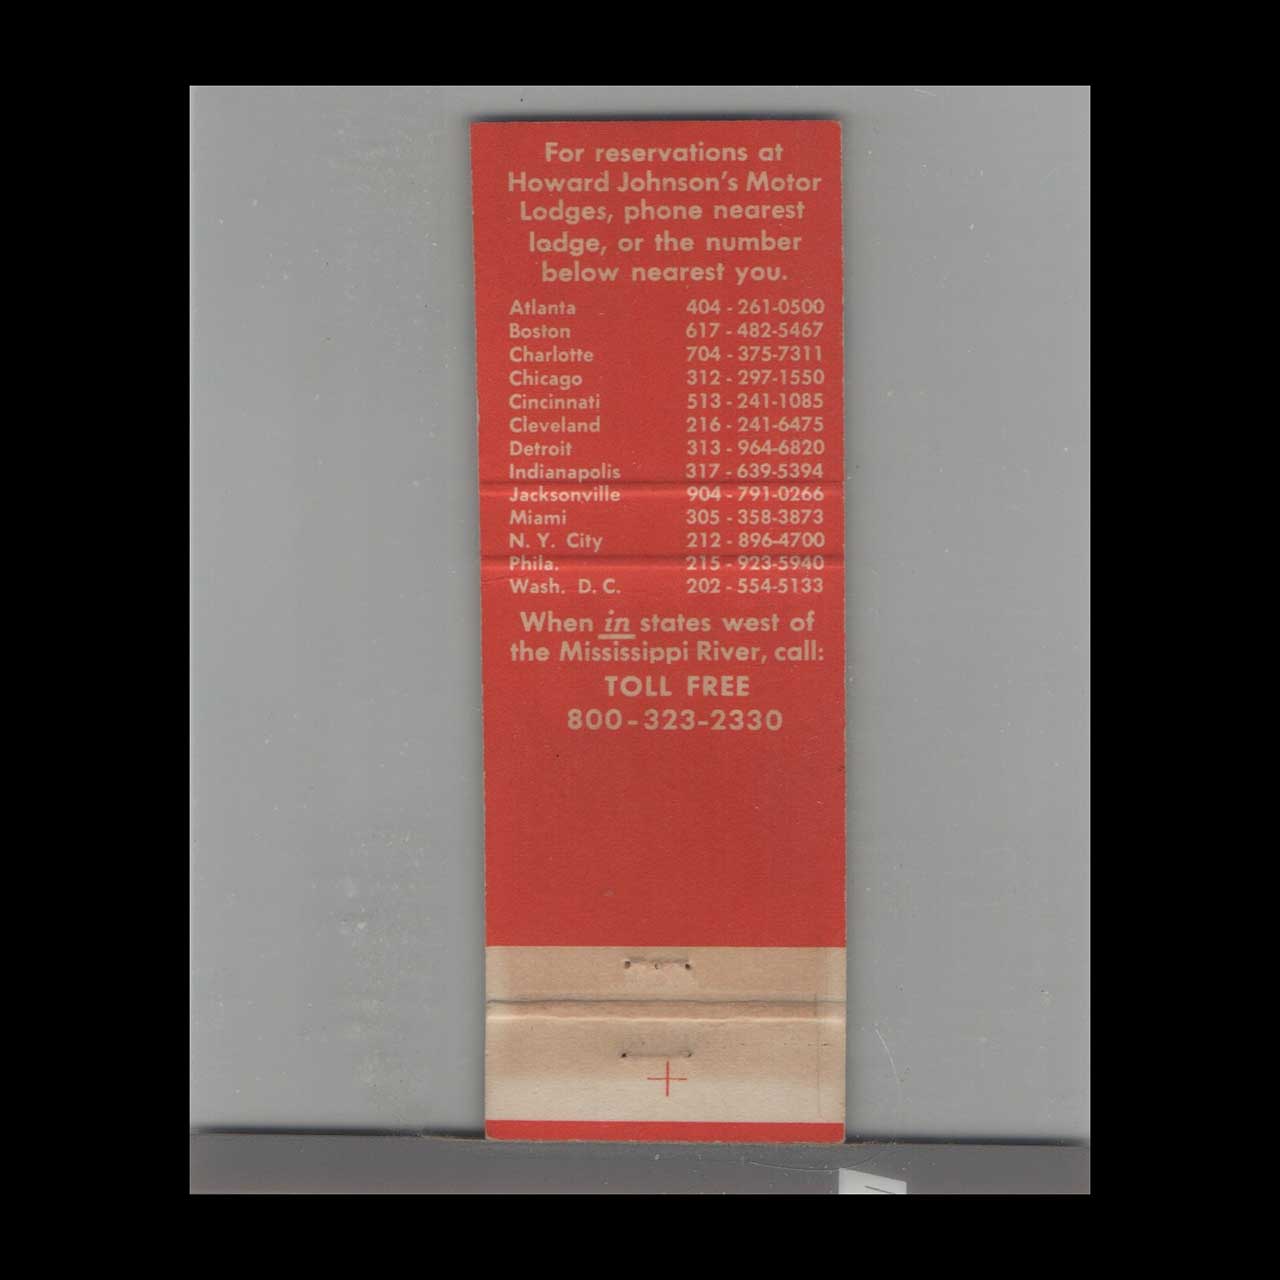 For reservations at
Howard Johnson's Motor
Lodges, phone nearest
lodge, or the number
below nearest you.
Atlanta 404 - 261-0500
Boston 617 - 482-5467
Charlotte 704 - 375-7311
Chicago 312 - 297-1550
Cincinnati 513 - 241-1085
Cleveland 216 - 241-6475
Detroit 313 - 964-6820
Indianapolis 317 - 639-5394
Jacksonville 904 - 791-0266
Miami 305 - 358-3873
N. Y. City 212 - 896-4700
Phila. 215 - 923-5940
Wash. D. C. 202 - 554-5133
When in states west of
the Mississippi River, call:
TOLL FREE
800-323-2330